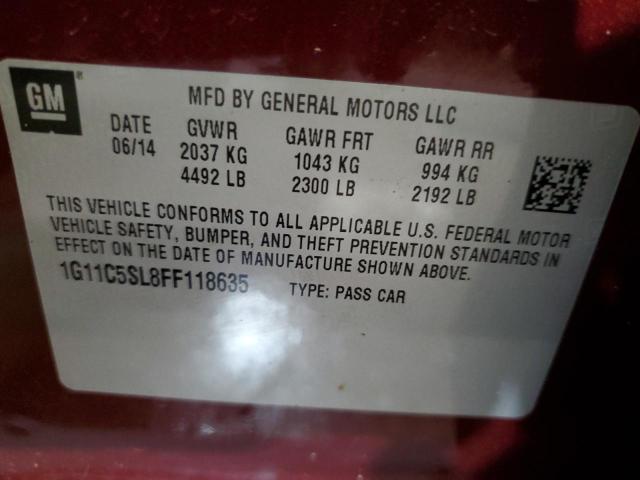 GM
MFD BY GENERAL MOTORS LLC
DATE GVWR GAWR FRT GAWR RR
06/14 2037 KG 1043 KG 994 KG
4492 LB 2300 LB 2192 LB
THIS VEHICLE CONFORMS TO ALL APPLICABLE U.S. FEDERAL MOTOR
VEHICLE SAFETY, BUMPER, AND THEFT PREVENTION STANDARDS IN
EFFECT ON THE DATE OF MANUFACTURE SHOWN ABOVE.
1G11C5SL8FF118635 TYPE: PASS CAR